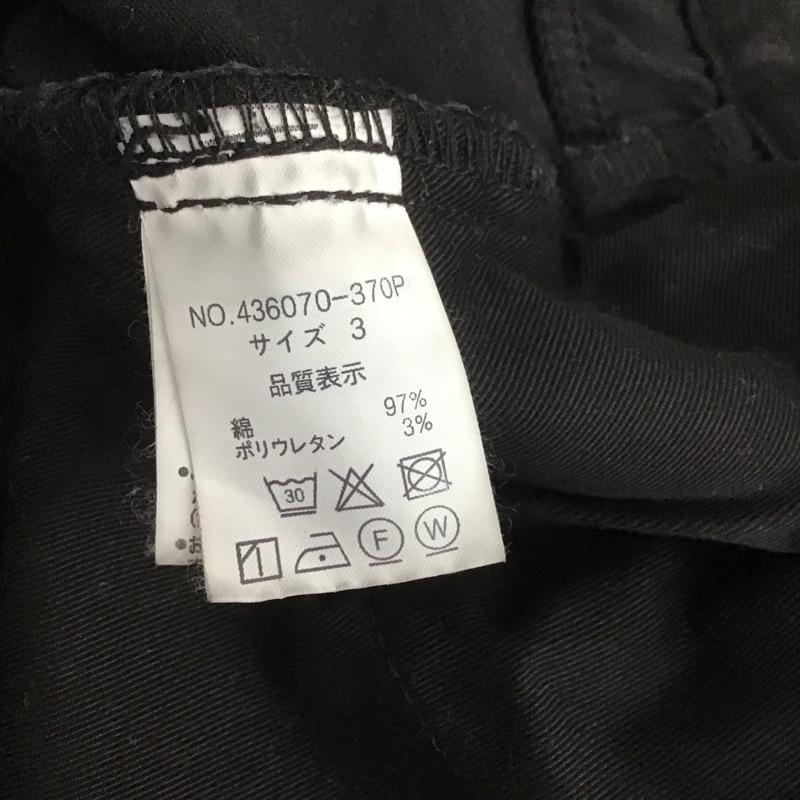 NO.436070-370P
サイズ 3
品質表示
綿 97%
ポリウレタン 3%
30
F W